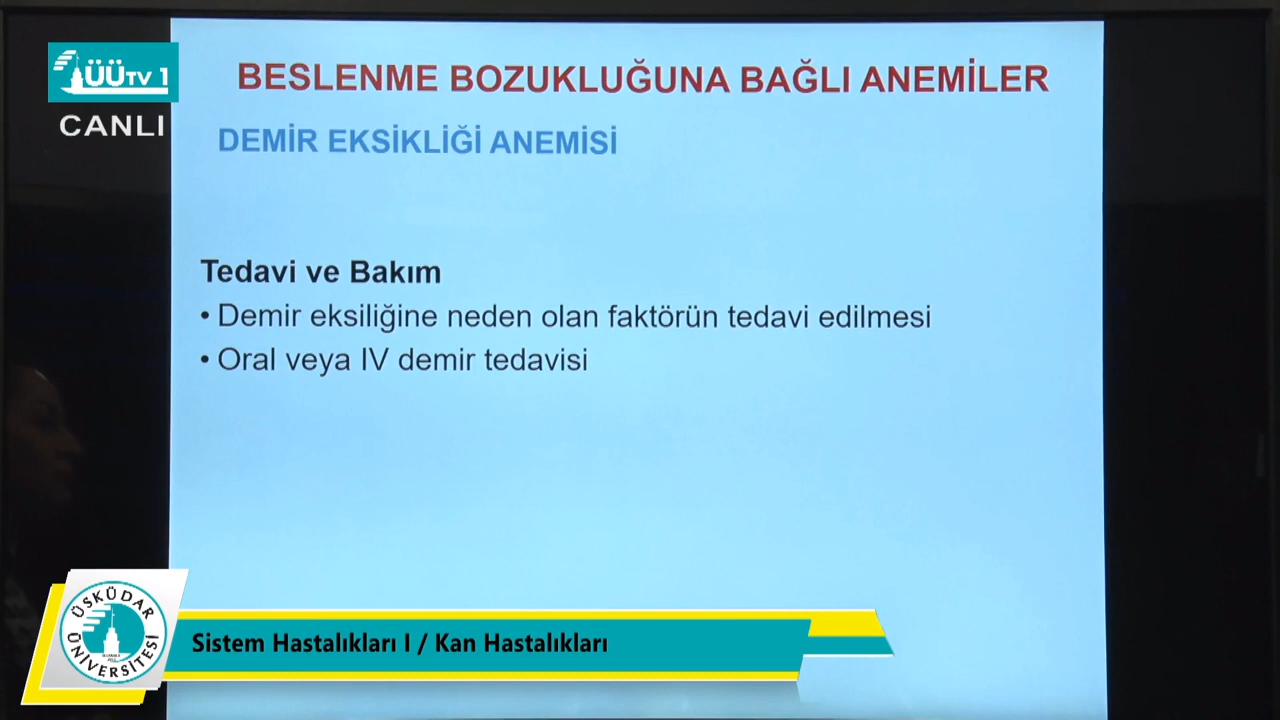 ÜÜTV 1
CANLI
BESLENME BOZUKLUĞUNA BAĞLI ANEMİLER
DEMİR EKSİKLİĞİ ANEMİSİ
Tedavi ve Bakım
• Demir eksiliğine neden olan faktörün tedavi edilmesi
• Oral veya IV demir tedavisi
ÜSKÜDAR
ÜNİVERSİTESİ
Sistem Hastalıkları I / Kan Hastalıkları